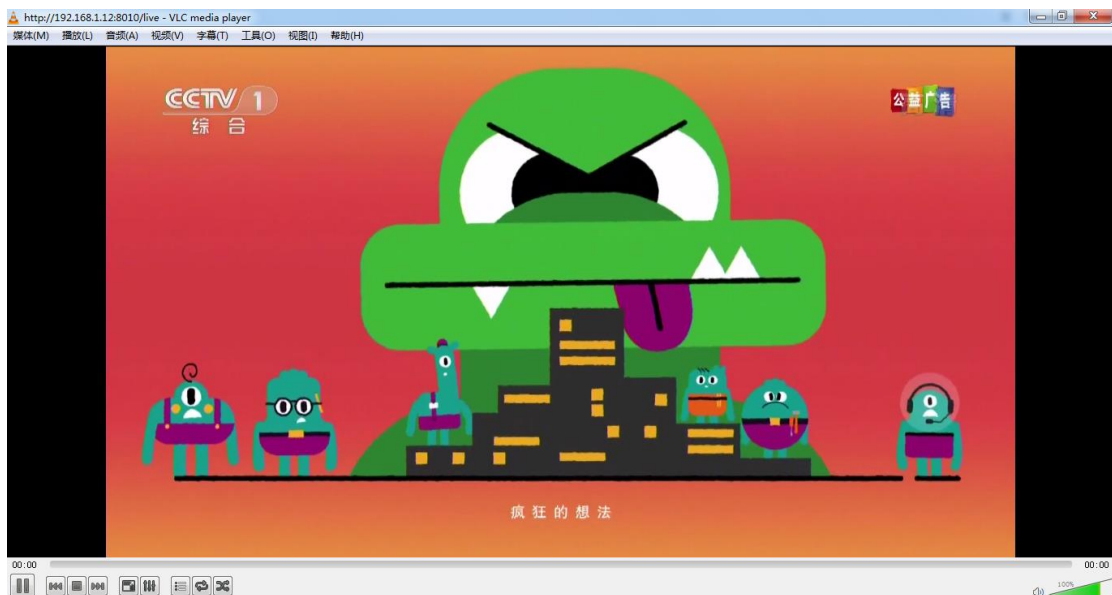 http://192.168.1.12:8010/live - VLC media player
媒体(M) 播放(L) 音频(A) 视频(V) 字幕(T) 工具(O) 视图(I) 帮助(H)
CCTV 1
综合
公益广告
疯狂的想法
00:00
00:00
100%